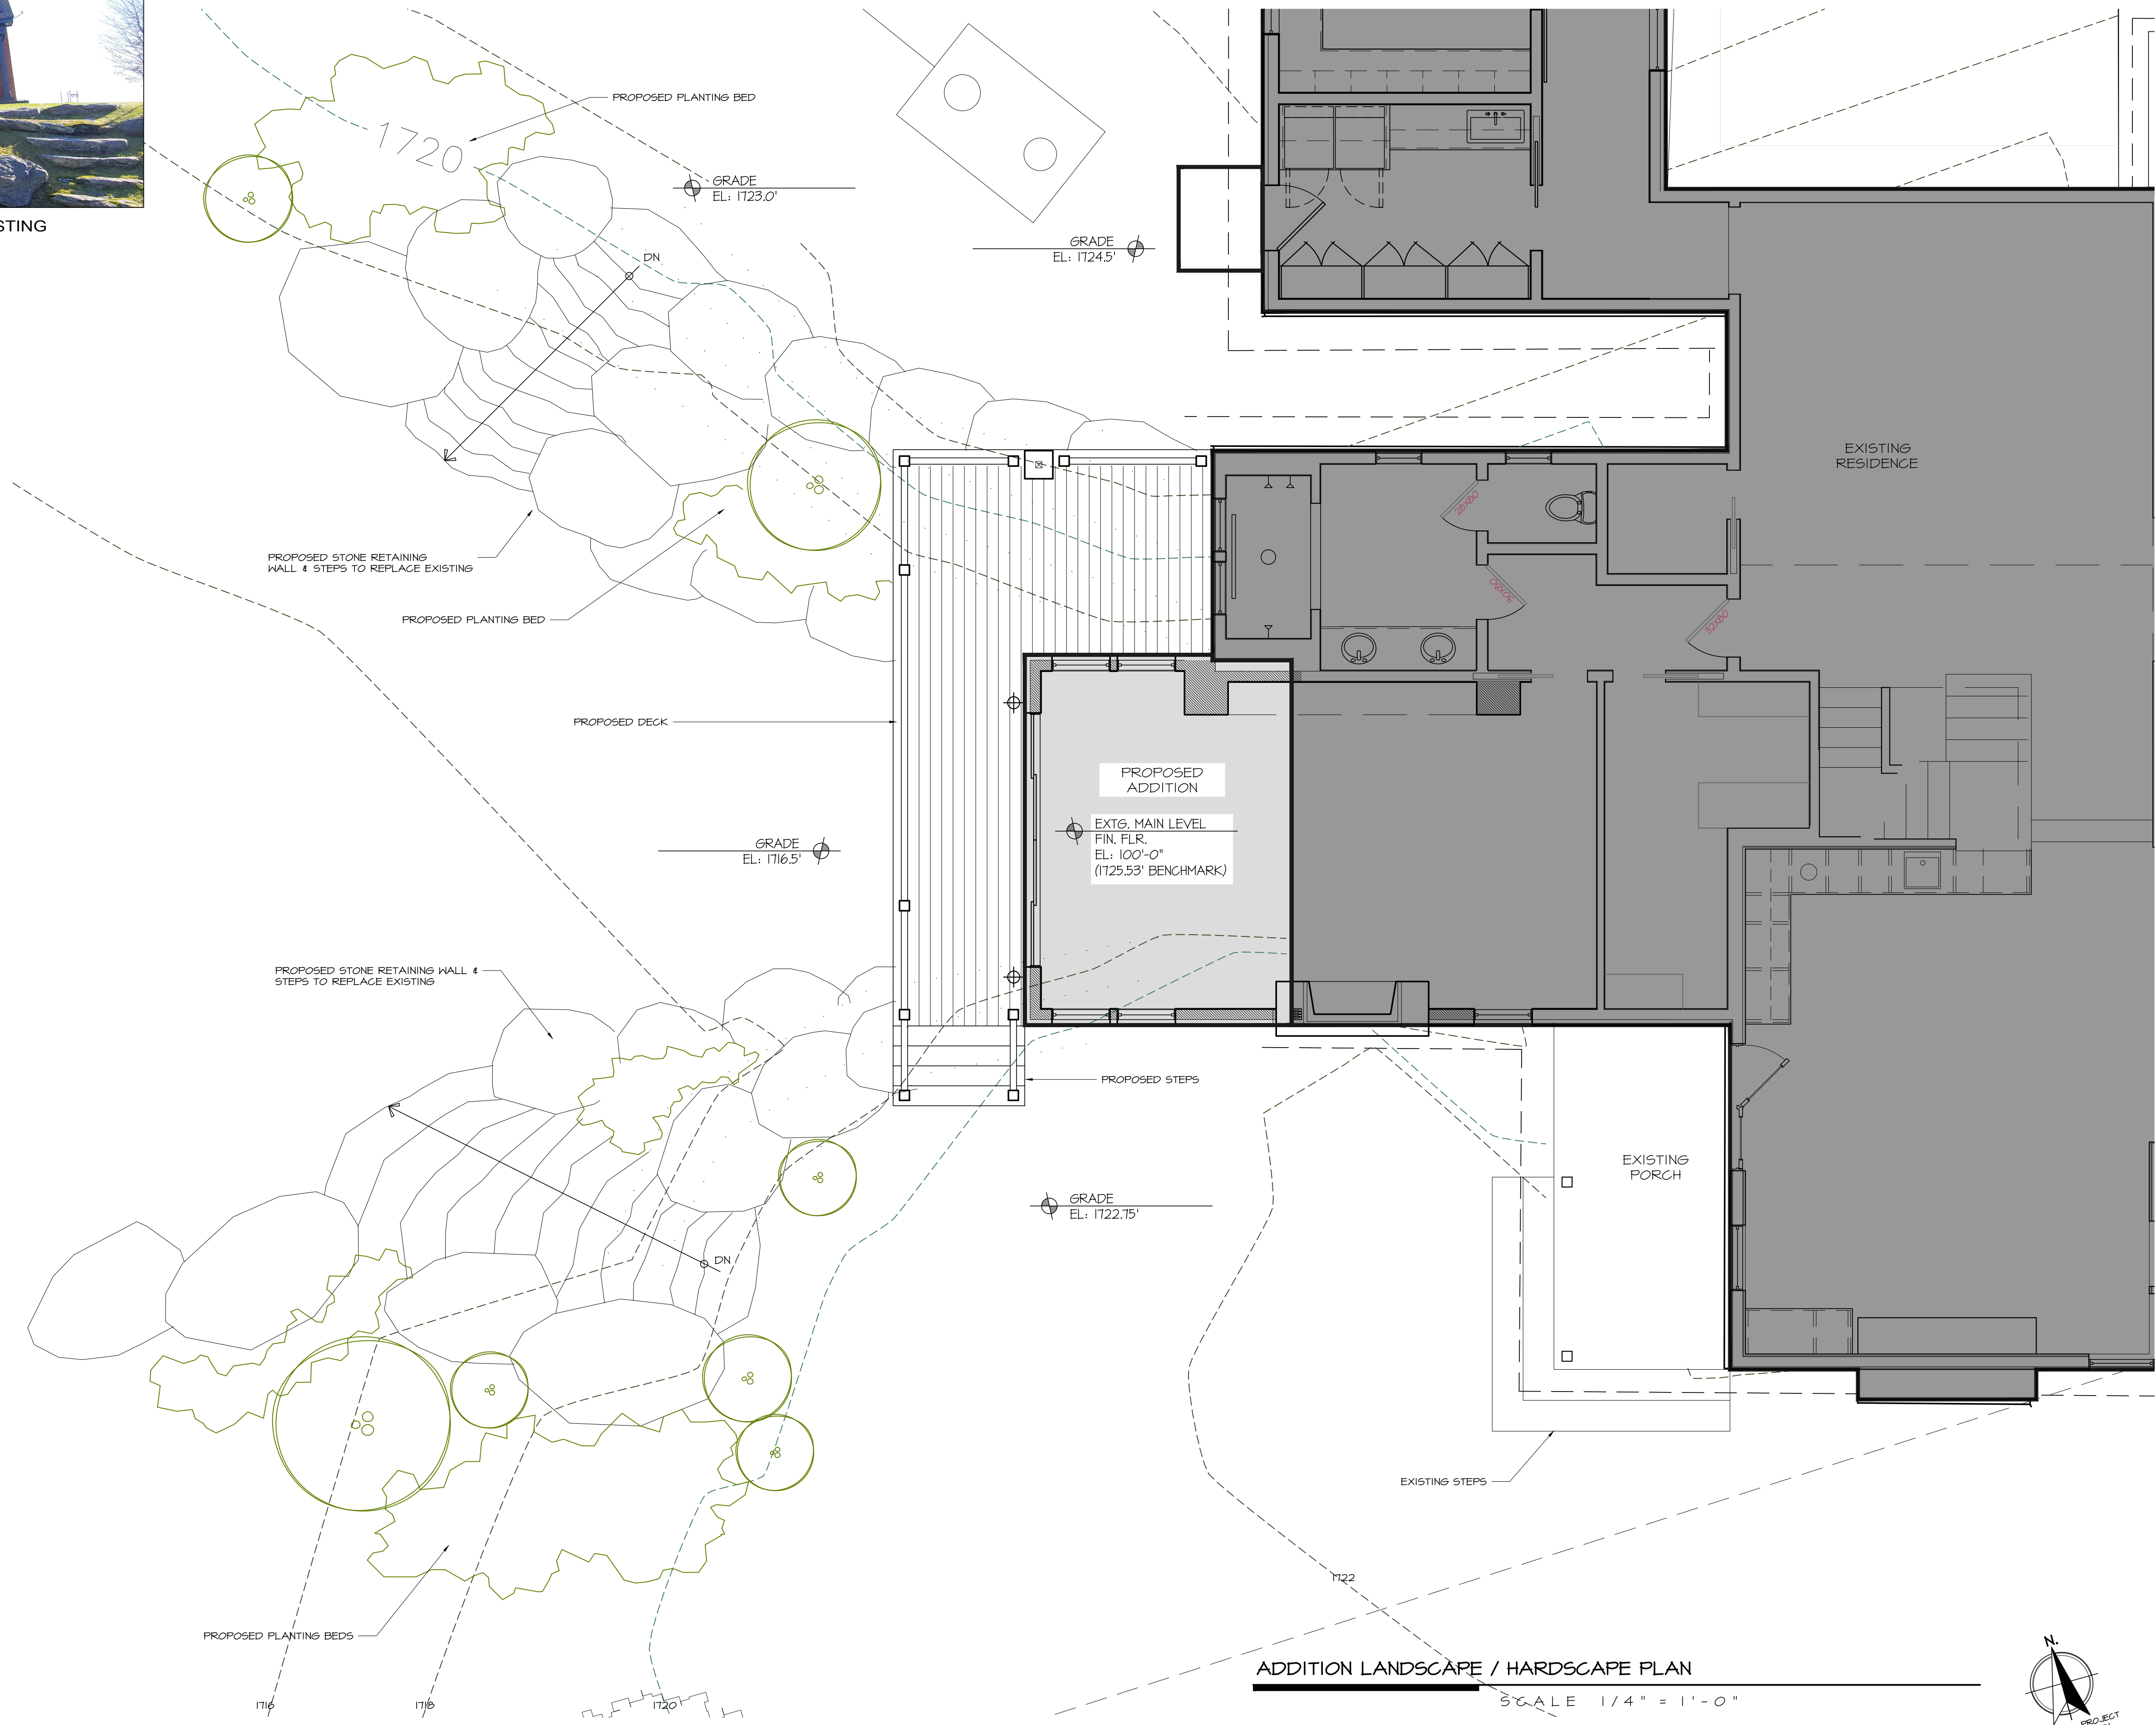 STING
PROPOSED PLANTING BED
1720
GRADE
EL: 1723.0'
GRADE
EL: 1724.5'
DN
EXISTING
RESIDENCE
28X80
30X80
32X80
PROPOSED STONE RETAINING
WALL & STEPS TO REPLACE EXISTING
PROPOSED PLANTING BED
PROPOSED DECK
PROPOSED
ADDITION
EXTG. MAIN LEVEL
FIN. FLR.
EL: 100'-0"
(1725.53' BENCHMARK)
GRADE
EL: 1716.5'
PROPOSED STONE RETAINING WALL &
STEPS TO REPLACE EXISTING
PROPOSED STEPS
EXISTING
PORCH
GRADE
EL: 1722.75'
DN
EXISTING STEPS
1722
PROPOSED PLANTING BEDS
1716
1718
1720
ADDITION LANDSCAPE / HARDSCAPE PLAN
SCALE 1/4" = 1'-0"
N.
PROJECT